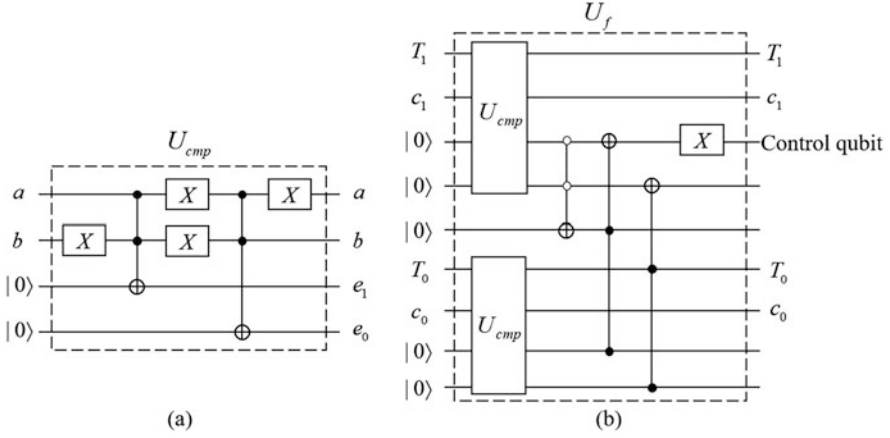 U_cmp
a X X a
b X X b
|0⟩ e_1
|0⟩ e_0
(a)
U_f
T_1 U_cmp T_1
c_1 c_1
|0⟩ X Control qubit
|0⟩
|0⟩
T_0 U_cmp T_0
c_0 c_0
|0⟩
|0⟩
(b)